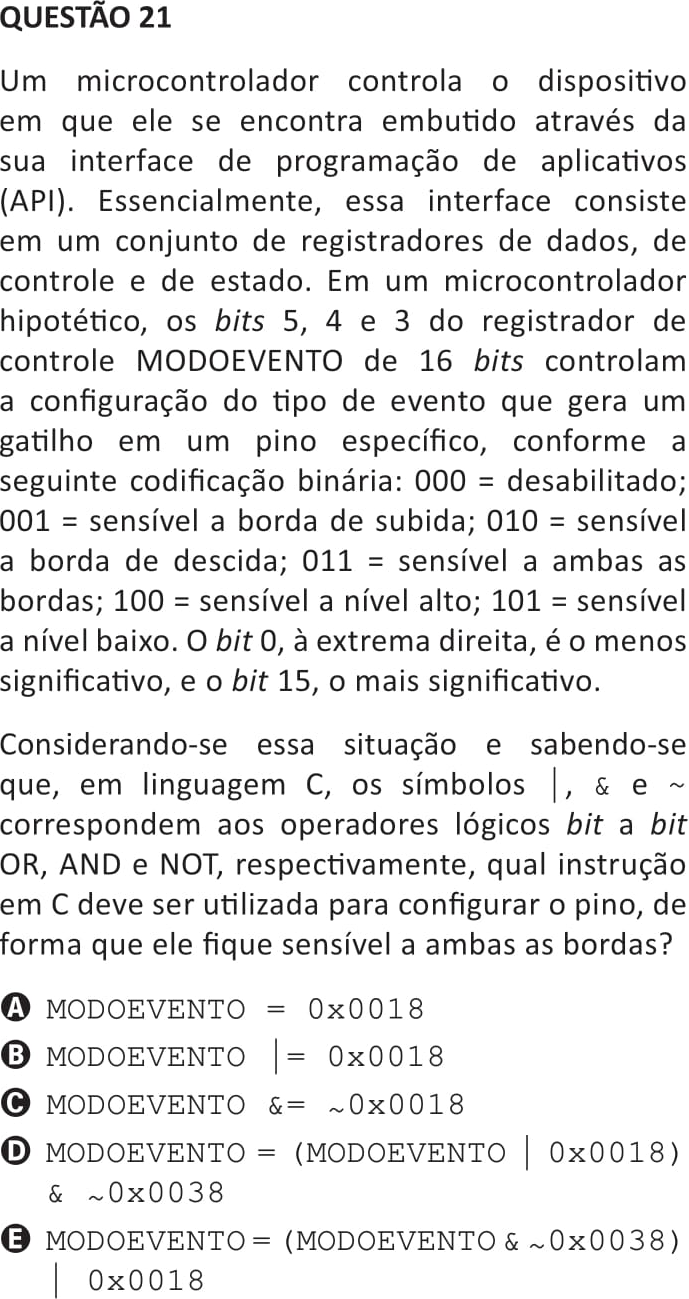 QUESTÃO 21
Um microcontrolador controla o dispositivo
em que ele se encontra embutido através da
sua interface de programação de aplicativos
(API). Essencialmente, essa interface consiste
em um conjunto de registradores de dados, de
controle e de estado. Em um microcontrolador
hipotético, os bits 5, 4 e 3 do registrador de
controle MODOEVENTO de 16 bits controlam
a configuração do tipo de evento que gera um
gatilho em um pino específico, conforme a
seguinte codificação binária: 000 = desabilitado;
001 = sensível a borda de subida; 010 = sensível
a borda de descida; 011 = sensível a ambas as
bordas; 100 = sensível a nível alto; 101 = sensível
a nível baixo. O bit 0, à extrema direita, é o menos
significativo, e o bit 15, o mais significativo.
Considerando-se essa situação e sabendo-se
que, em linguagem C, os símbolos |, & e ~
correspondem aos operadores lógicos bit a bit
OR, AND e NOT, respectivamente, qual instrução
em C deve ser utilizada para configurar o pino, de
forma que ele fique sensível a ambas as bordas?
A MODOEVENTO = 0x0018
B MODOEVENTO |= 0x0018
C MODOEVENTO &= ~0x0018
D MODOEVENTO = (MODOEVENTO | 0x0018)
& ~0x0038
E MODOEVENTO = (MODOEVENTO & ~0x0038)
| 0x0018